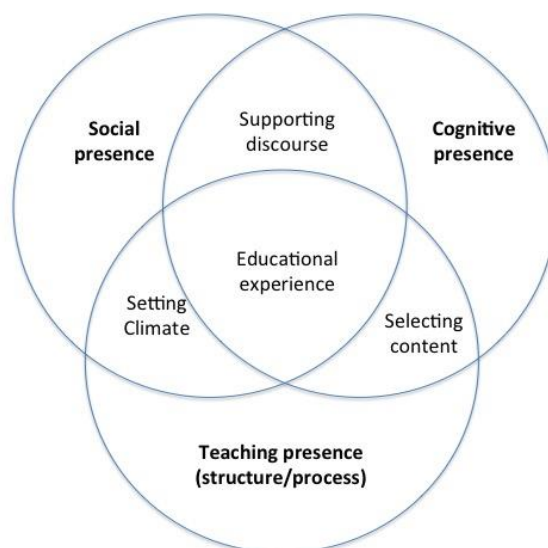 Supporting
discourse
Social
presence
Cognitive
presence
Educational
experience
Setting
Climate
Selecting
content
Teaching presence
(structure/process)